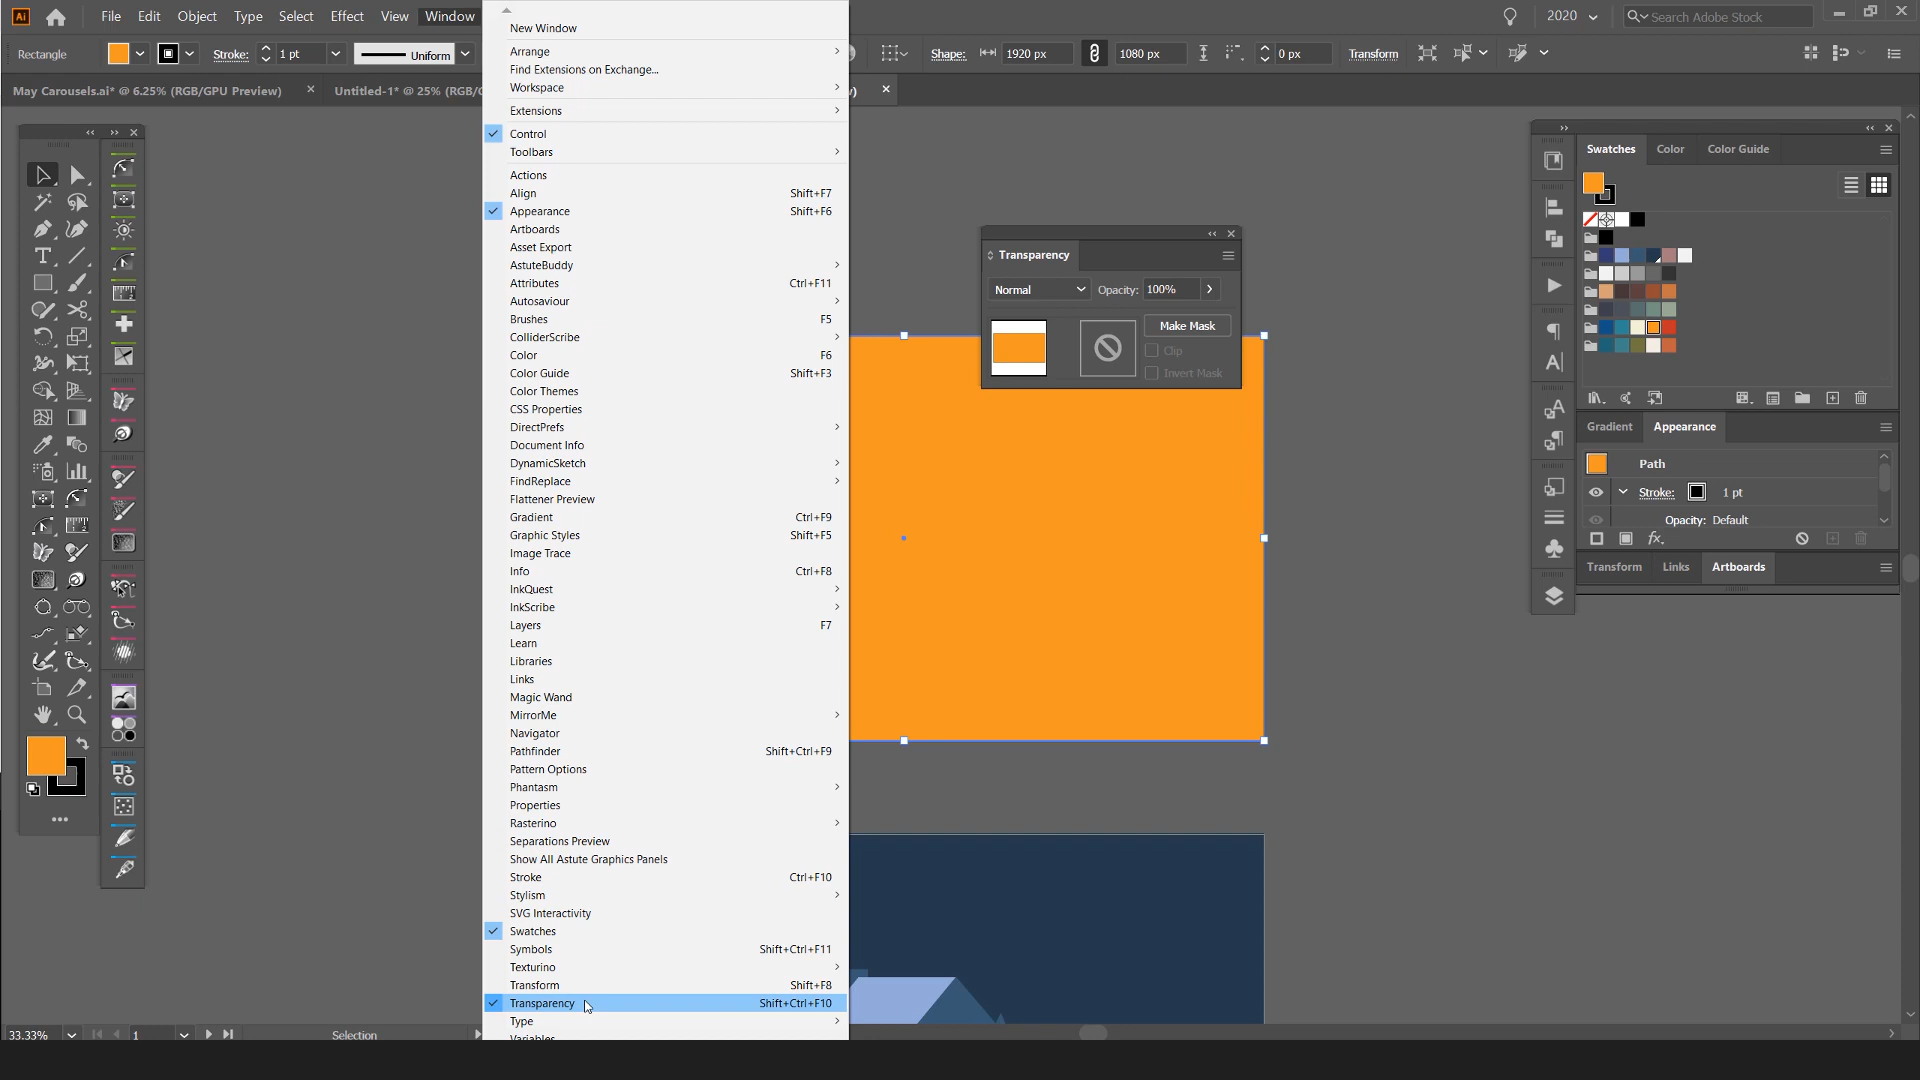 Ai File Edit Object Type Select Effect View Window 2020 Search Adobe Stock
Rectangle Stroke: 1 pt Uniform Shape: 1920 px 1080 px 0 px Transform
May Carousels.ai* @ 6.25% (RGB/GPU Preview) Untitled-1* @ 25% (RGB/
New Window
Arrange
Find Extensions on Exchange...
Workspace
Extensions
Control
Toolbars
Actions
Align Shift+F7
Appearance Shift+F6
Artboards
Asset Export
AstuteBuddy
Attributes Ctrl+F11
Autosaviour
Brushes F5
ColliderScribe
Color F6
Color Guide Shift+F3
Color Themes
CSS Properties
DirectPrefs
Document Info
DynamicSketch
FindReplace
Flattener Preview
Gradient Ctrl+F9
Graphic Styles Shift+F5
Image Trace
Info Ctrl+F8
InkQuest
InkScribe
Layers F7
Learn
Libraries
Links
Magic Wand
MirrorMe
Navigator
Pathfinder Shift+Ctrl+F9
Pattern Options
Phantasm
Properties
Rasterino
Separations Preview
Show All Astute Graphics Panels
Stroke Ctrl+F10
Stylism
SVG Interactivity
Swatches
Symbols Shift+Ctrl+F11
Texturino
Transform Shift+F8
Transparency Shift+Ctrl+F10
Type
Variables
Transparency
Normal Opacity: 100%
Make Mask
Clip
Invert Mask
Swatches Color Color Guide
Gradient Appearance
Path
Stroke: 1 pt
Opacity: Default
fx
Transform Links Artboards
33.33% 1 Selection